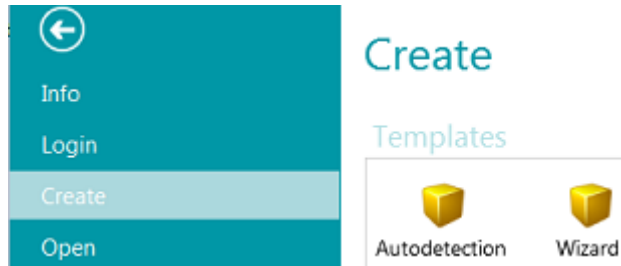 Info
Login
Create
Open
Create
Templates
Autodetection
Wizard